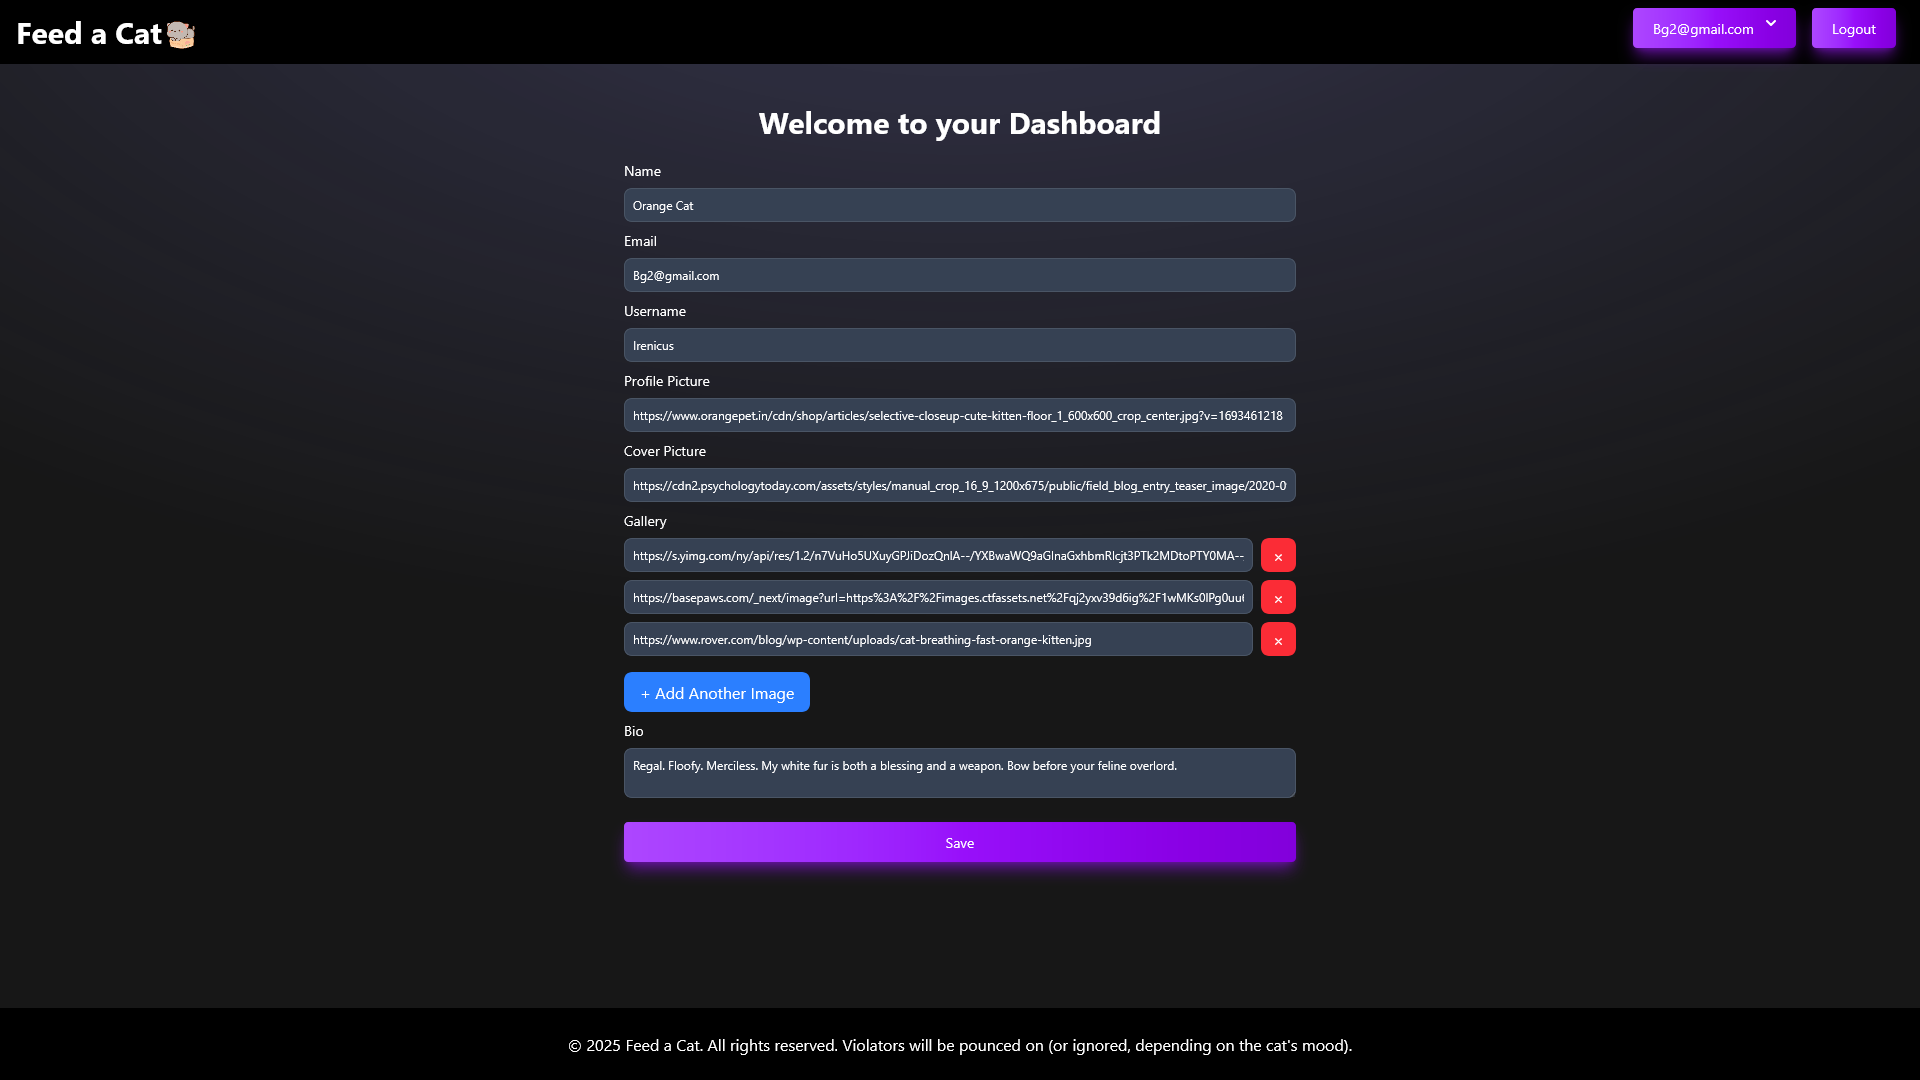 Feed a Cat
Bg2@gmail.com
Logout
Welcome to your Dashboard
Name
Orange Cat
Email
Bg2@gmail.com
Username
Irenicus
Profile Picture
https://www.orangepet.in/cdn/shop/articles/selective-closeup-cute-kitten-floor_1_600x600_crop_center.jpg?v=1693461218
Cover Picture
https://cdn2.psychologytoday.com/assets/styles/manual_crop_16_9_1200x675/public/field_blog_entry_teaser_image/2020-0
Gallery
https://s.yimg.com/ny/api/res/1.2/n7VuHo5UXuyGPJiDozQnIA--/YXBwaWQ9aGlnaGxhbmRlcjt3PTk2MDtoPTY0MA--
×
https://basepaws.com/_next/image?url=https%3A%2F%2Fimages.ctfassets.net%2Fqj2yxv39d6ig%2F1wMKs0lPg0uu
×
https://www.rover.com/blog/wp-content/uploads/cat-breathing-fast-orange-kitten.jpg
×
+ Add Another Image
Bio
Regal. Floofy. Merciless. My white fur is both a blessing and a weapon. Bow before your feline overlord.
Save
© 2025 Feed a Cat. All rights reserved. Violators will be pounced on (or ignored, depending on the cat's mood).